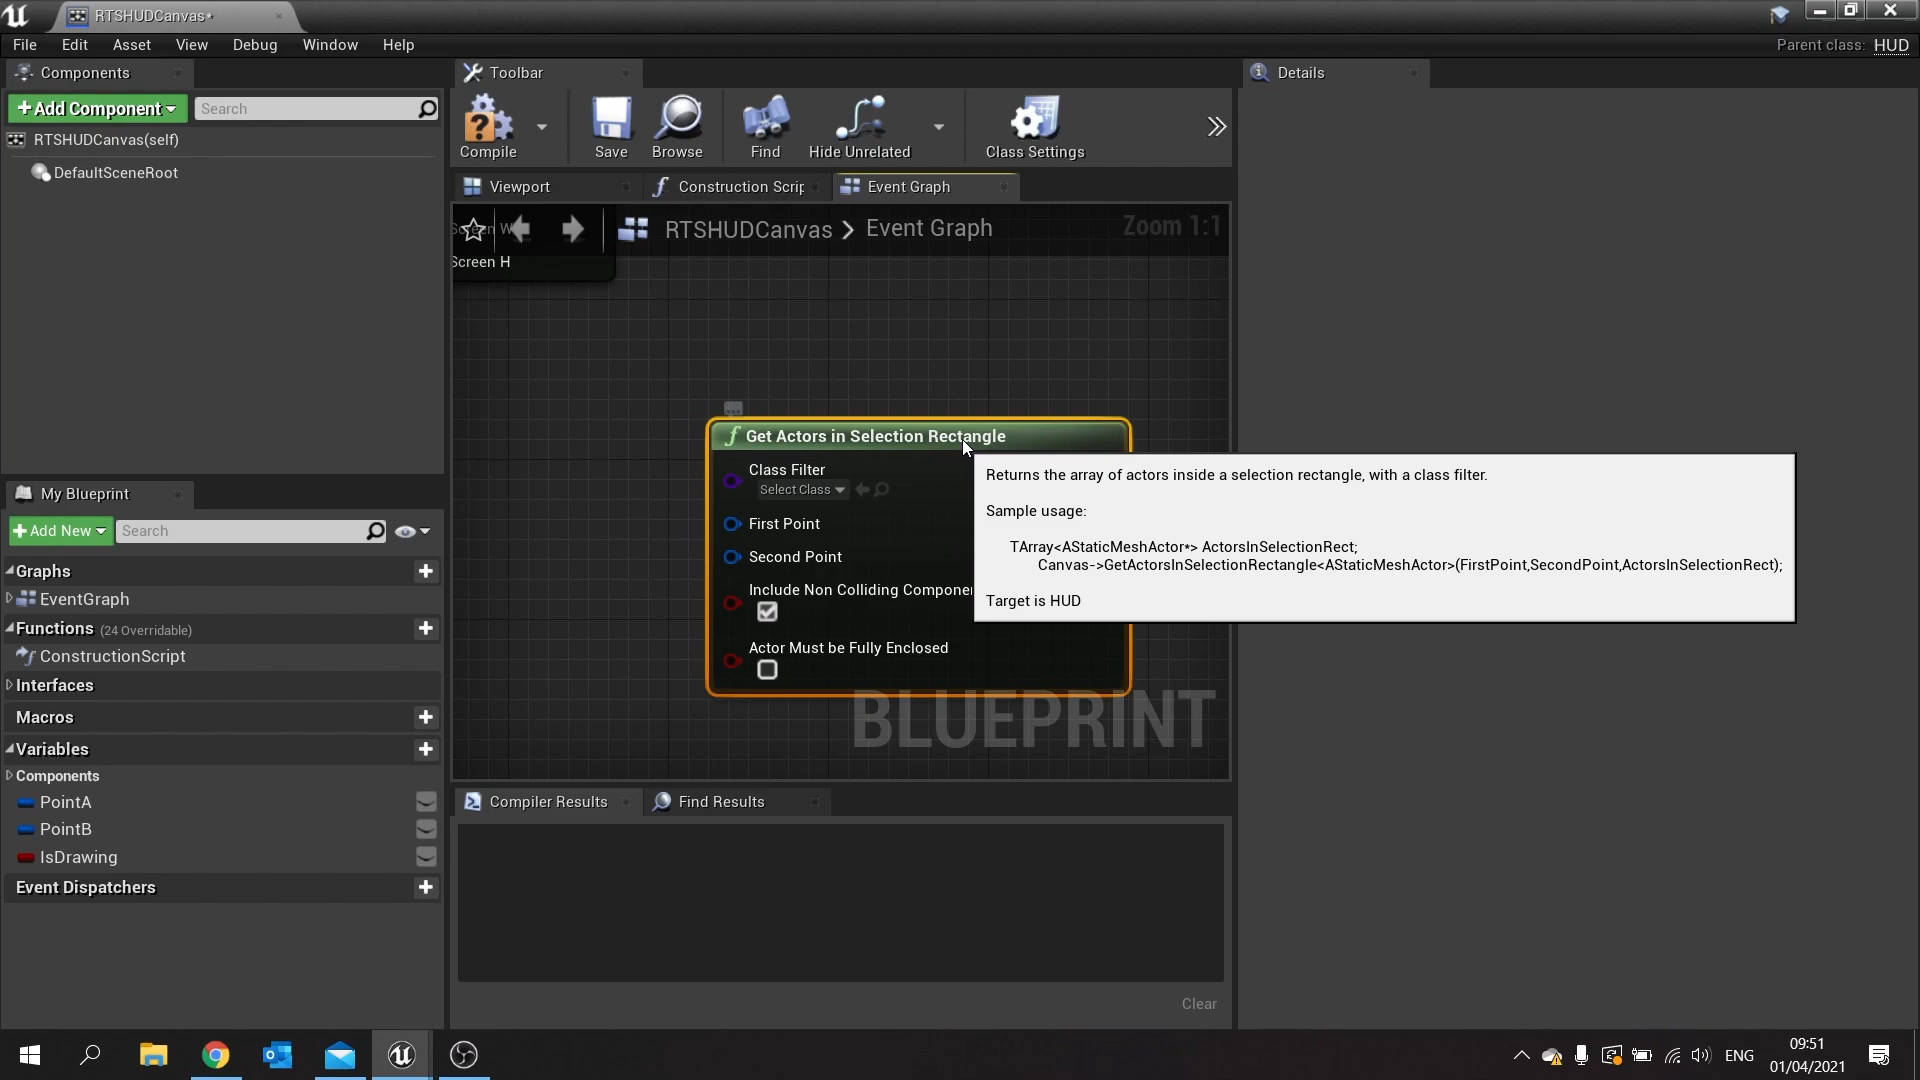 RTSHUDCanvas*
File Edit Asset View Debug Window Help
Parent class: HUD
Components
Toolbar
Details
Add Component
Search
Compile
Save
Browse
Find
Hide Unrelated
Class Settings
RTSHUDCanvas(self)
DefaultSceneRoot
Viewport
Construction Scrip
Event Graph
RTSHUDCanvas > Event Graph
Zoom 1:1
Screen W
Screen H
Get Actors in Selection Rectangle
Class Filter
Select Class
First Point
Second Point
Include Non Colliding Componen
Actor Must be Fully Enclosed
Returns the array of actors inside a selection rectangle, with a class filter.
Sample usage:
TArray<AStaticMeshActor*> ActorsInSelectionRect;
Canvas->GetActorsInSelectionRectangle<AStaticMeshActor>(FirstPoint,SecondPoint,ActorsInSelectionRect);
Target is HUD
BLUEPRINT
My Blueprint
Add New
Search
Graphs
EventGraph
Functions (24 Overridable)
ConstructionScript
Interfaces
Macros
Variables
Components
PointA
PointB
IsDrawing
Event Dispatchers
Compiler Results
Find Results
Clear
ENG
09:51
01/04/2021